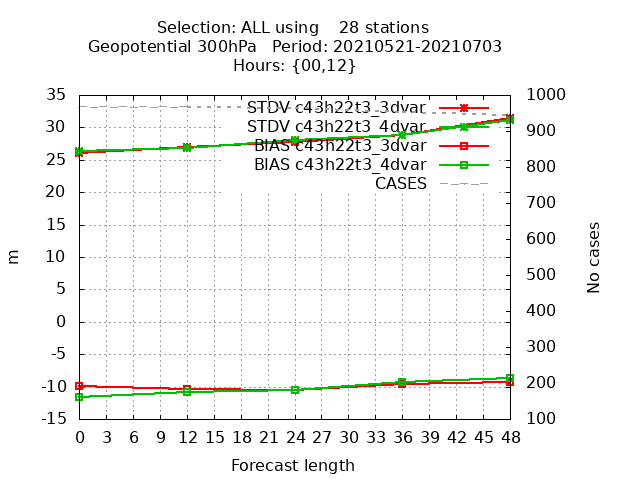 Selection: ALL using 28 stations
Geopotential 300hPa Period: 20210521-20210703
Hours: {00,12}
35
30
25
20
15
10
5
0
-5
-10
-15
m
STDV c43h22t3_3dvar
STDV c43h22t3_4dvar
BIAS c43h22t3_3dvar
BIAS c43h22t3_4dvar
CASES
1000
900
800
700
600
500
400
300
200
100
No cases
0 3 6 9 12 15 18 21 24 27 30 33 36 39 42 45 48
Forecast length